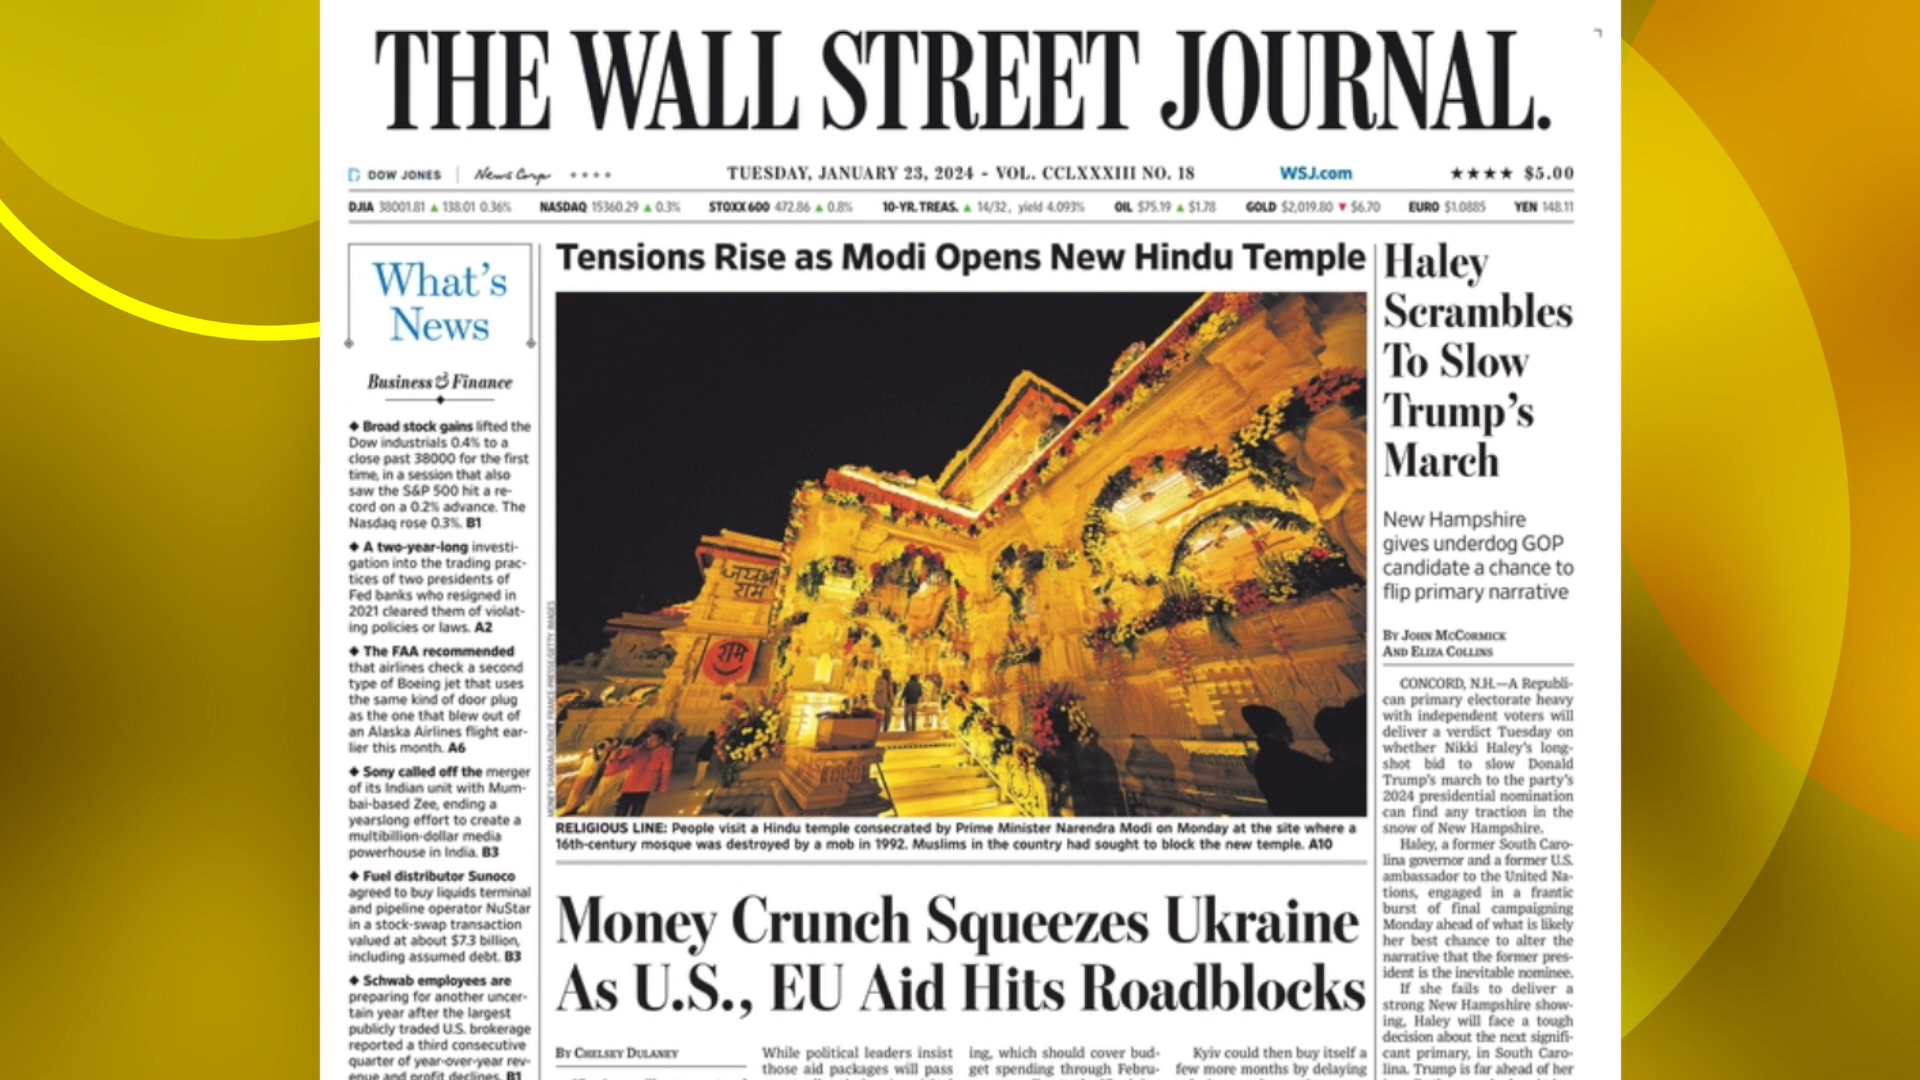 THE WALL STREET JOURNAL.
DOW JONES | News Corp ★★★★
TUESDAY, JANUARY 23, 2024 - VOL. CCLXXXIII NO. 18
WSJ.com
★★★★ $5.00
DJIA 38001.81 ▲ 138.01 0.36%
NASDAQ 15360.29 ▲ 0.3%
STOXX 600 472.86 ▲ 0.8%
10-YR. TREAS. ▲ 14/32, yield 4.093%
OIL $75.19 ▲ $1.78
GOLD $2,019.80 ▼ $6.70
EURO $1.0885
YEN 148.11
What's
News
Business & Finance
◆ Broad stock gains lifted the
Dow industrials 0.4% to a
close past 38000 for the first
time, in a session that also
saw the S&P 500 hit a re-
cord on a 0.2% advance. The
Nasdaq rose 0.3%. B1
◆ A two-year-long investi-
gation into the trading prac-
tices of two presidents of
Fed banks who resigned in
2021 cleared them of violat-
ing policies or laws. A2
◆ The FAA recommended
that airlines check a second
type of Boeing jet that uses
the same kind of door plug
as the one that blew out of
an Alaska Airlines flight ear-
lier this month. A6
◆ Sony called off the merger
of its Indian unit with Mum-
bai-based Zee, ending a
yearslong effort to create a
multibillion-dollar media
powerhouse in India. B3
◆ Fuel distributor Sunoco
agreed to buy liquids terminal
and pipeline operator NuStar
in a stock-swap transaction
valued at about $7.3 billion,
including assumed debt. B3
◆ Schwab employees are
preparing for another uncer-
tain year after the largest
publicly traded U.S. brokerage
reported a third consecutive
quarter of year-over-year rev-
enue and profit declines. B1
Tensions Rise as Modi Opens New Hindu Temple
राम
MONEY SHARMA/AGENCE FRANCE-PRESSE/GETTY IMAGES
RELIGIOUS LINE: People visit a Hindu temple consecrated by Prime Minister Narendra Modi on Monday at the site where a
16th-century mosque was destroyed by a mob in 1992. Muslims in the country had sought to block the new temple. A10
Money Crunch Squeezes Ukraine
As U.S., EU Aid Hits Roadblocks
BY CHELSEY DULANEY
While political leaders insist
those aid packages will pass
ing, which should cover bud-
get spending through Febru-
Kyiv could then buy itself a
few more months by delaying
Haley
Scrambles
To Slow
Trump's
March
New Hampshire
gives underdog GOP
candidate a chance to
flip primary narrative
BY JOHN MCCORMICK
AND ELIZA COLLINS
CONCORD, N.H.—A Republi-
can primary electorate heavy
with independent voters will
deliver a verdict Tuesday on
whether Nikki Haley's long-
shot bid to slow Donald
Trump's march to the party's
2024 presidential nomination
can find any traction in the
snow of New Hampshire.
Haley, a former South Caro-
lina governor and a former U.S.
ambassador to the United Na-
tions, engaged in a frantic
burst of final campaigning
Monday ahead of what is likely
her best chance to alter the
narrative that the former pres-
ident is the inevitable nominee.
If she fails to deliver a
strong New Hampshire show-
ing, Haley will face a tough
decision about the next signifi-
cant primary, in South Caro-
lina. Trump is far ahead of her